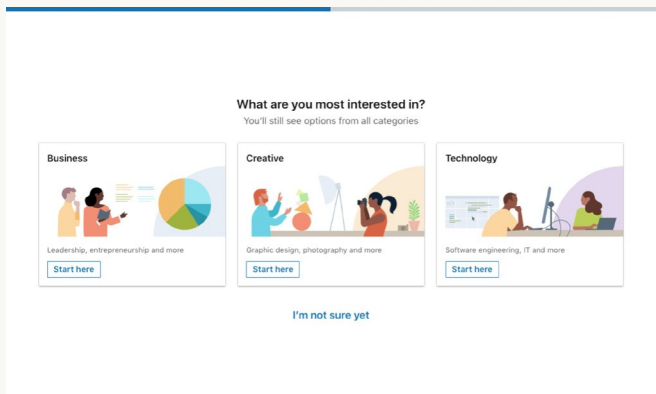 What are you most interested in?
You'll still see options from all categories
Business
Leadership, entrepreneurship and more
Start here
Creative
Graphic design, photography and more
Start here
Technology
Software engineering, IT and more
Start here
I'm not sure yet